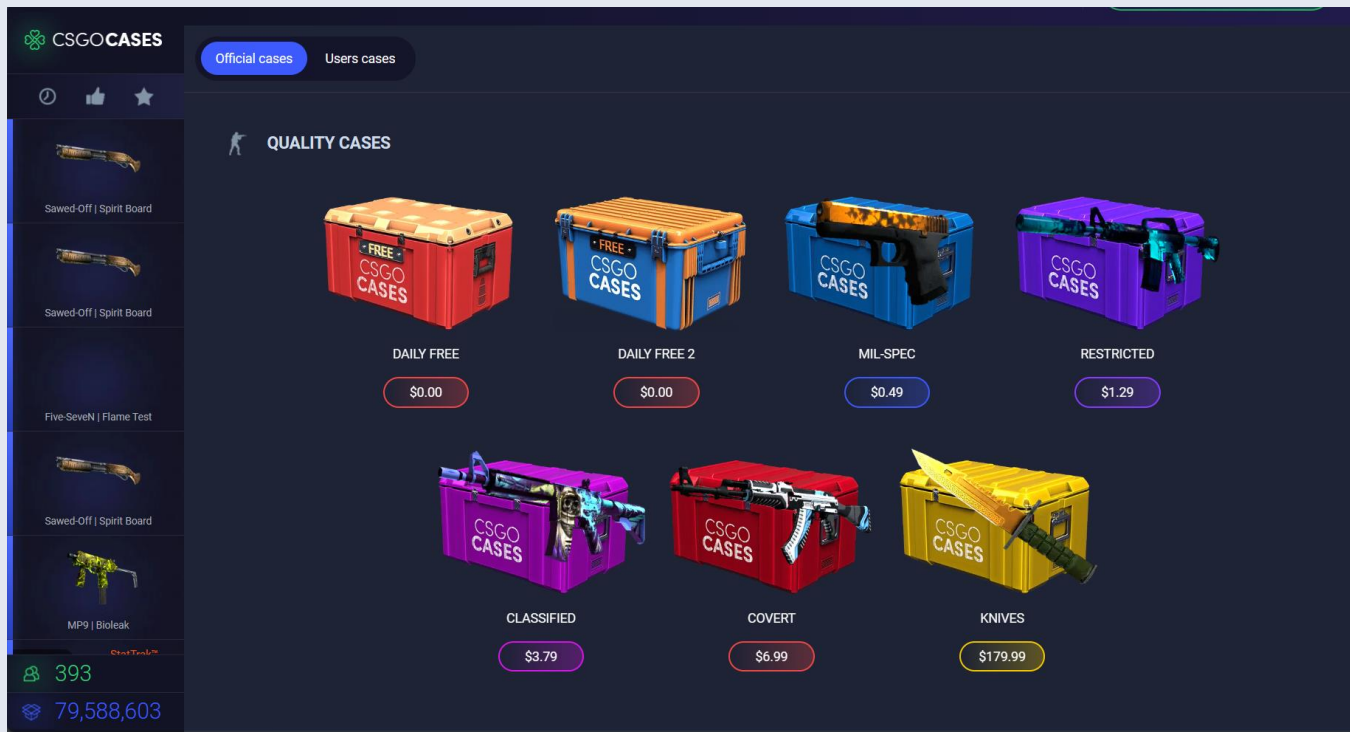 CSGOCASES
Official cases
Users cases
QUALITY CASES
Sawed-Off | Spirit Board
Sawed-Off | Spirit Board
Five-SeveN | Flame Test
Sawed-Off | Spirit Board
MP9 | Bioleak
StatTrak™
393
79,588,603
FREE
CSGO
CASES
DAILY FREE
$0.00
FREE
CSGO
CASES
DAILY FREE 2
$0.00
CSGO
CASES
MIL-SPEC
$0.49
CSGO
CASES
RESTRICTED
$1.29
CSGO
CASES
CLASSIFIED
$3.79
CSGO
CASES
COVERT
$6.99
CSGO
CASES
KNIVES
$179.99